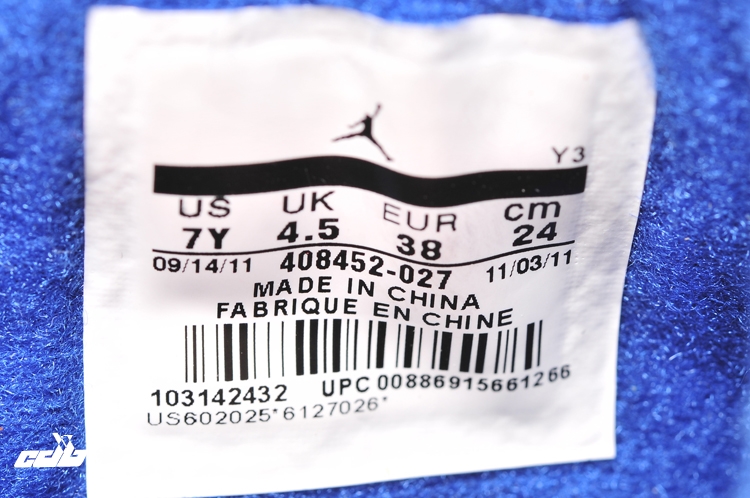 Y3
US UK EUR cm
7Y 4.5 38 24
09/14/11 408452-027 11/03/11
MADE IN CHINA
FABRIQUE EN CHINE
103142432 UPC 00886915661266
US602025*6127026*
cdb